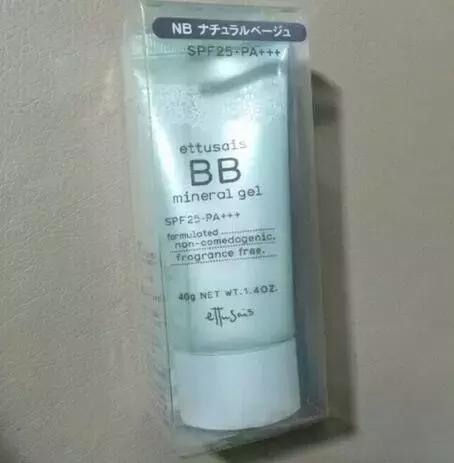 NB ナチュラルベージュ
SPF25・PA+++
ettusais
BB
mineral gel
SPF25-PA+++
formulated
non-comedogenic.
fragrance free.
40g NET WT.1.4OZ.
ettusais